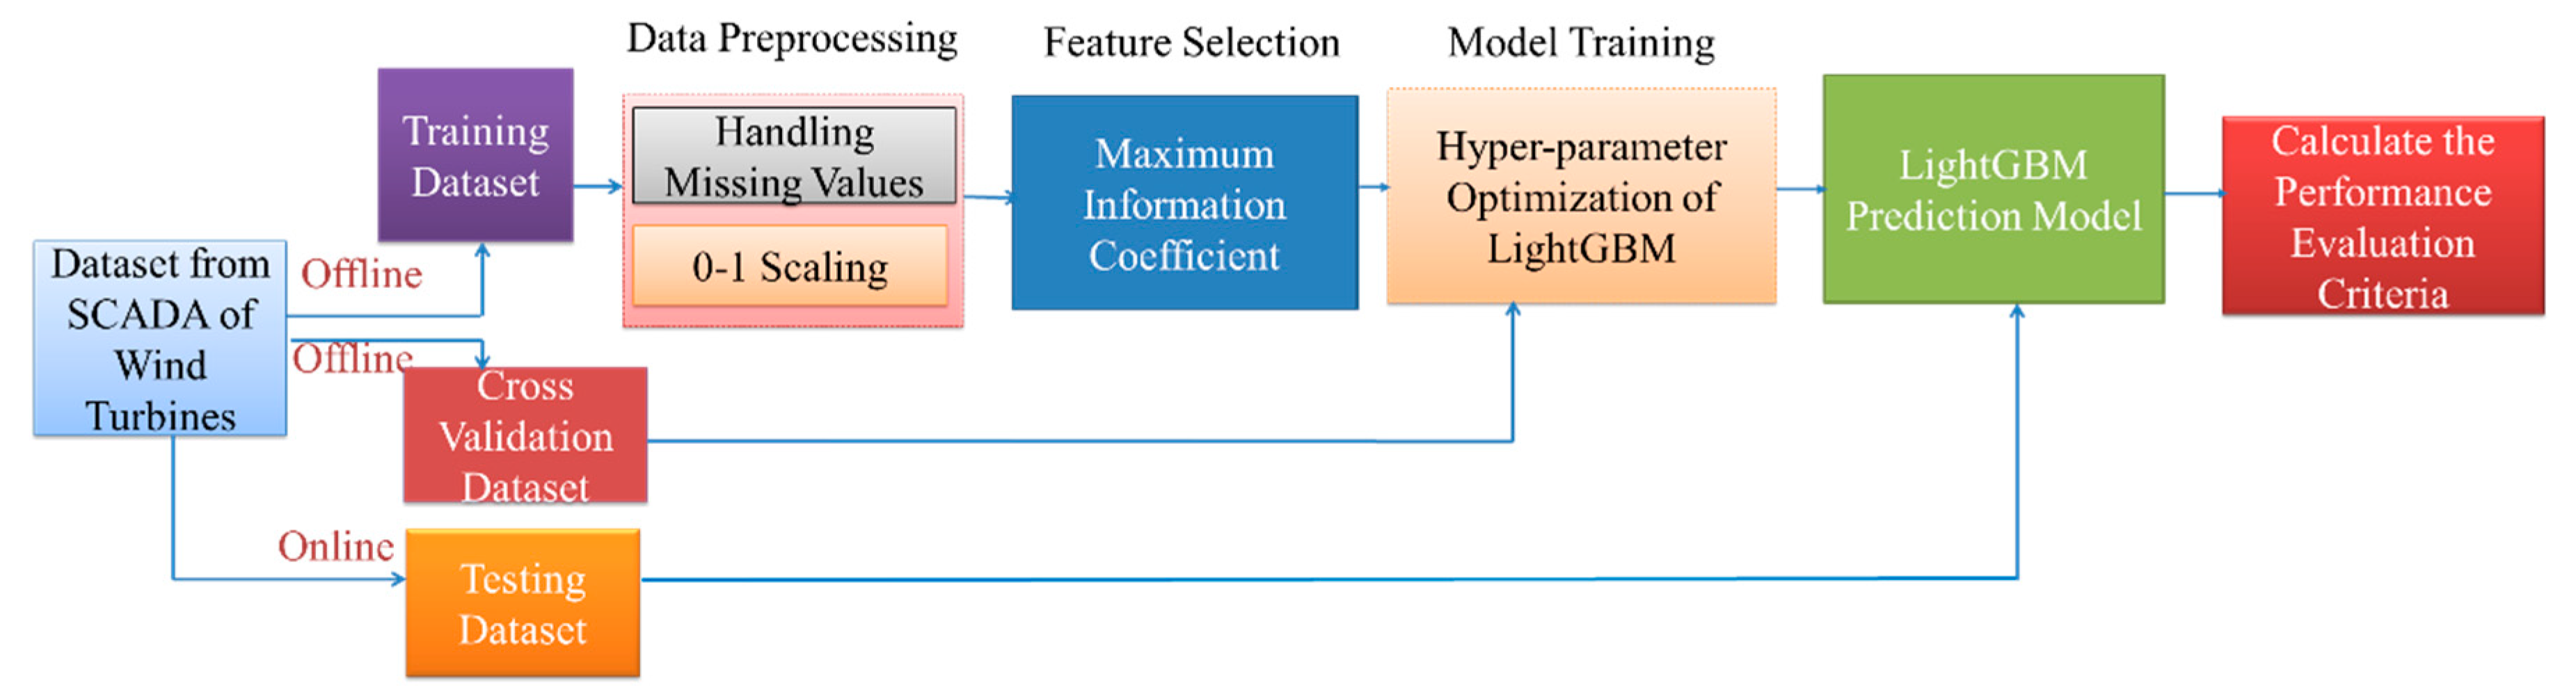 Data Preprocessing
Feature Selection
Model Training
Training
Dataset
Handling
Missing Values
0-1 Scaling
Maximum
Information
Coefficient
Hyper-parameter
Optimization of
LightGBM
LightGBM
Prediction Model
Calculate the
Performance
Evaluation
Criteria
Dataset from
SCADA of
Wind
Turbines
Offline
Offline
Cross
Validation
Dataset
Online
Testing
Dataset